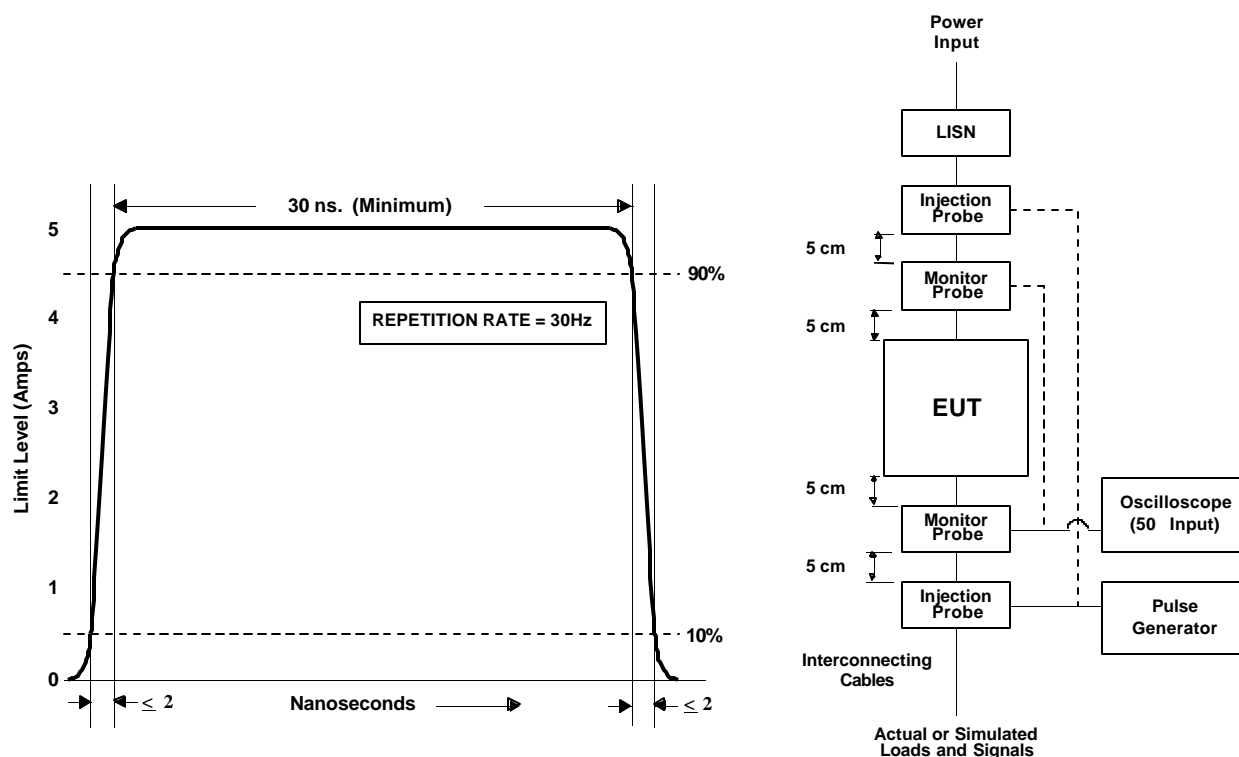 30 ns. (Minimum)
5
90%
4
REPETITION RATE = 30Hz
3
2
1
10%
0
Limit Level (Amps)
≤ 2
Nanoseconds
≤ 2
Power
Input
LISN
Injection
Probe
5 cm
Monitor
Probe
5 cm
EUT
5 cm
Monitor
Probe
Oscilloscope
(50 Input)
5 cm
Injection
Probe
Pulse
Generator
Interconnecting
Cables
Actual or Simulated
Loads and Signals